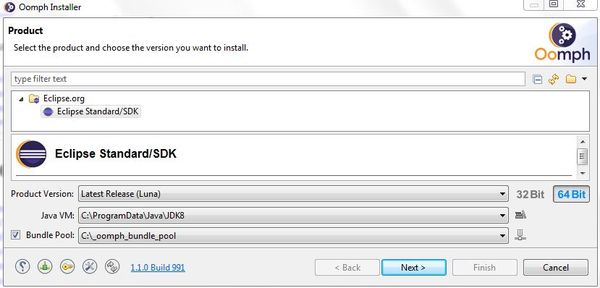 Oomph Installer
Product
Select the product and choose the version you want to install.
Oomph
type filter text
Eclipse.org
Eclipse Standard/SDK
Eclipse Standard/SDK
Product Version: Latest Release (Luna) 32 Bit 64 Bit
Java VM: C:\ProgramData\Java\JDK8
Bundle Pool: C:\_oomph_bundle_pool
1.1.0 Build 991 < Back Next > Finish Cancel